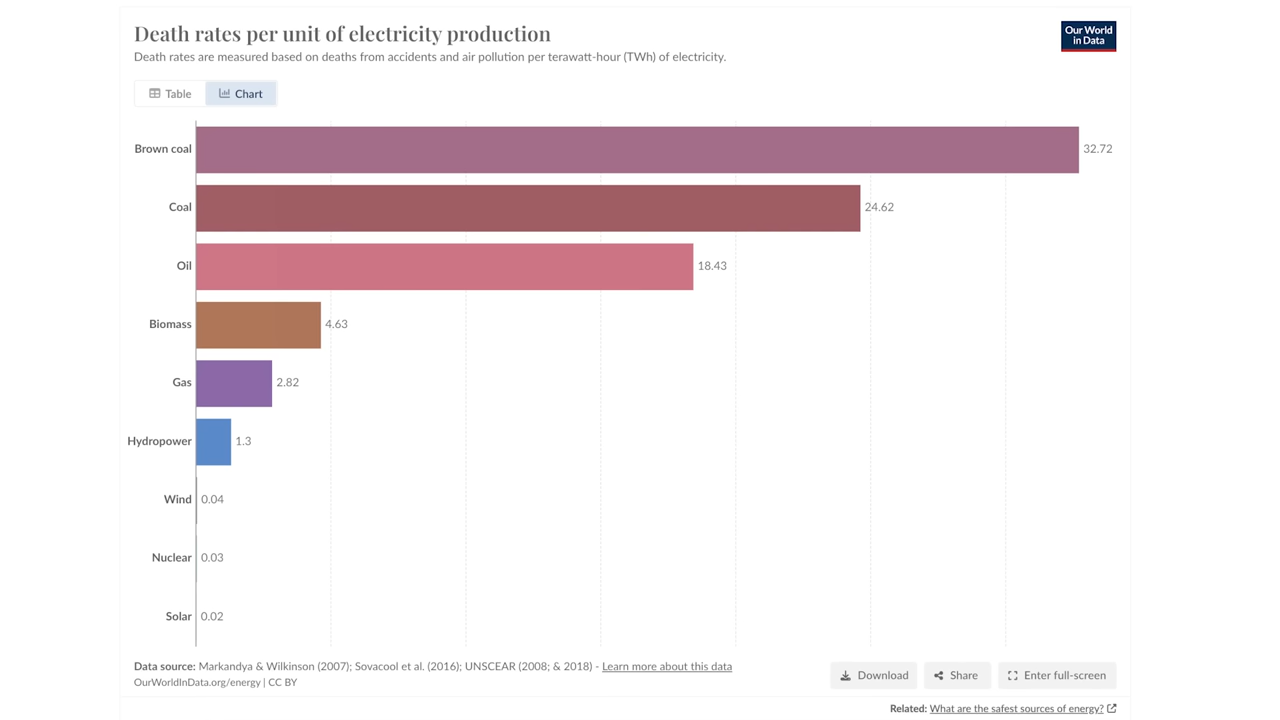 Death rates per unit of electricity production
Our World
in Data
Death rates are measured based on deaths from accidents and air pollution per terawatt-hour (TWh) of electricity.
Table
Chart
Brown coal 32.72
Coal 24.62
Oil 18.43
Biomass 4.63
Gas 2.82
Hydropower 1.3
Wind 0.04
Nuclear 0.03
Solar 0.02
Data source: Markandya & Wilkinson (2007); Sovacool et al. (2016); UNSCEAR (2008; & 2018) - Learn more about this data
OurWorldInData.org/energy | CC BY
Download
Share
Enter full-screen
Related: What are the safest sources of energy?